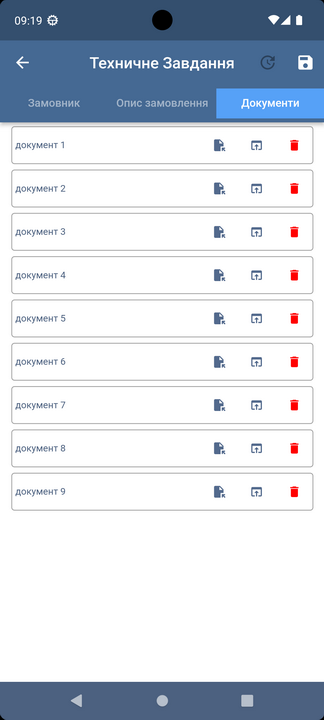 09:19
Технічне Завдання
Замовник
Опис замовлення
Документи
документ 1
документ 2
документ 3
документ 4
документ 5
документ 6
документ 7
документ 8
документ 9